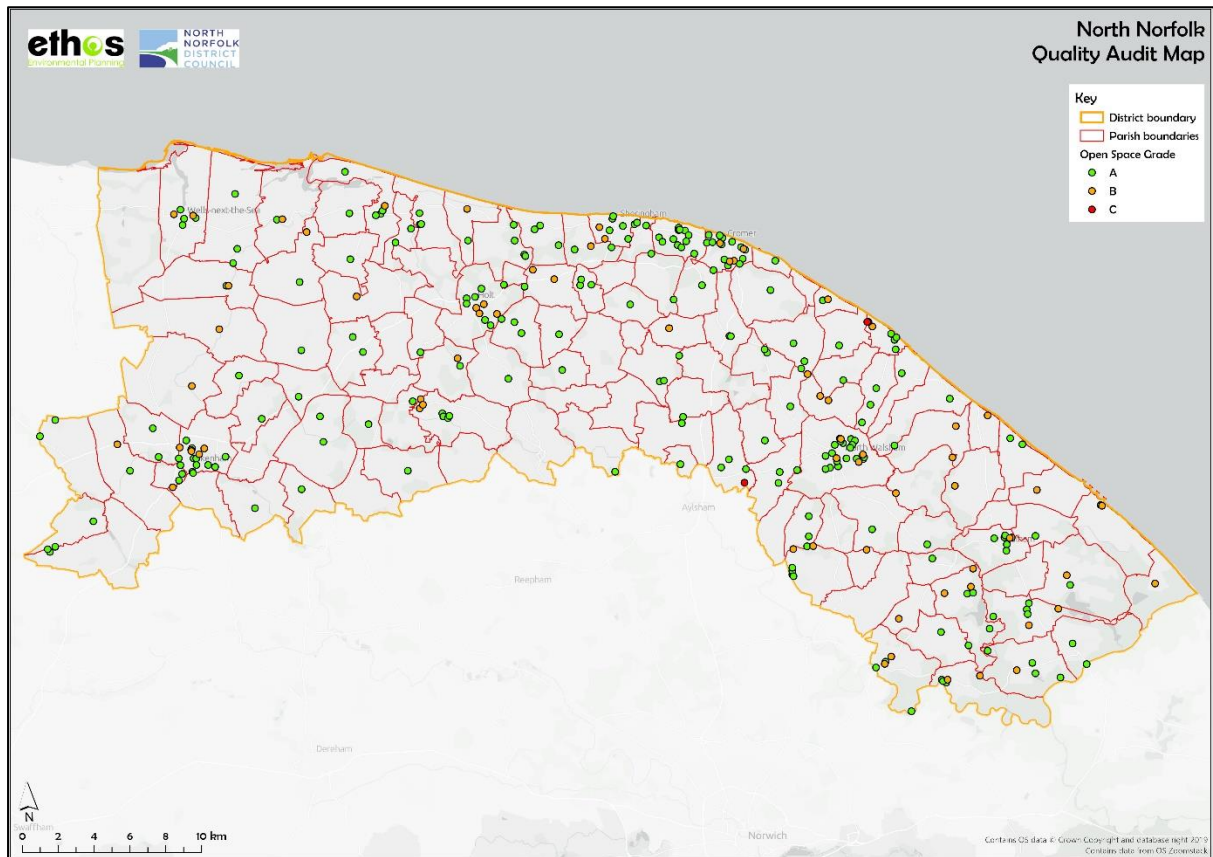 ethos
Environmental Planning
NORTH
NORFOLK
DISTRICT
COUNCIL
North Norfolk
Quality Audit Map
Key
District boundary
Parish boundaries
Open Space Grade
A
B
C
Wells-next-the-Sea
Sheringham
Cromer
Holt
Aylsham
Reepham
Dereham
Swaffham
Norwich
N
0 2 4 6 8 10 km
Contains OS data © Crown Copyright and database right 2019
Contains data from OS Zoomstack